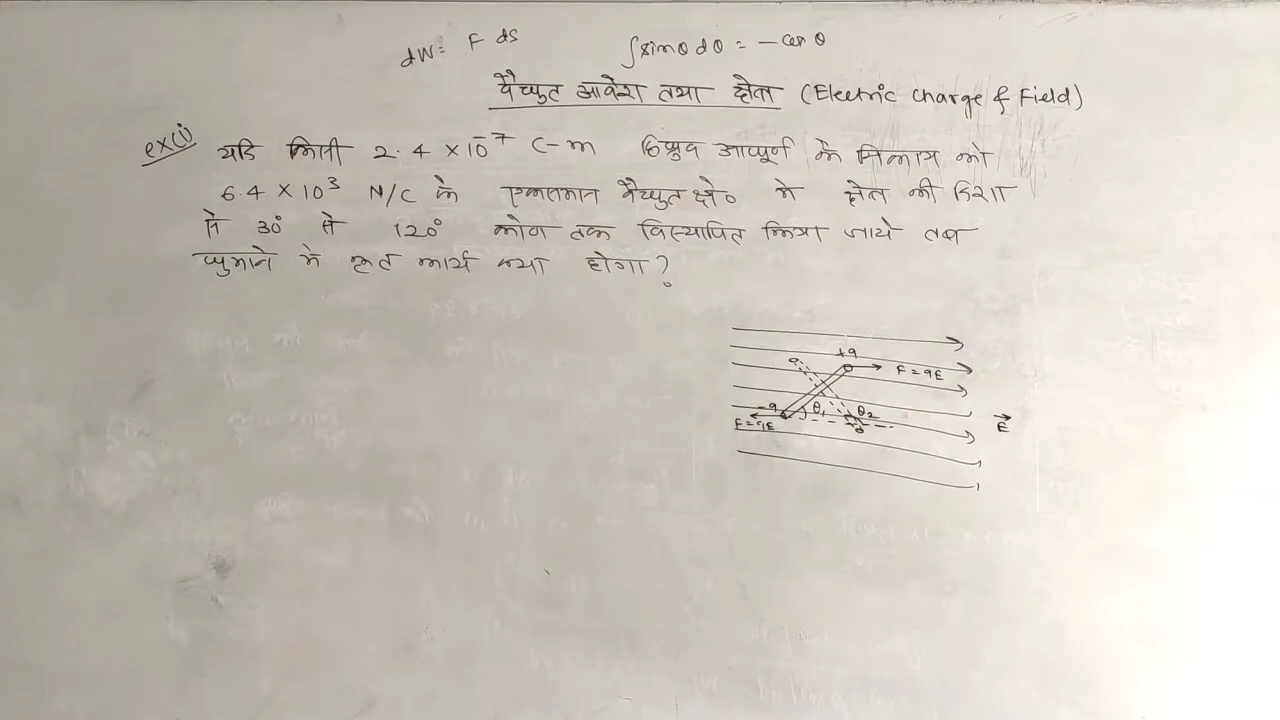 dW= F ds ∫sinθ dθ = -cos θ
वैद्युत आवेश तथा क्षेत्र (Electric Charge & Field)
ex(i) यदि किसी 2.4 × 10⁻⁷ C-m द्विध्रुव आघूर्ण के को
6.4 × 10³ N/C के एकसमान वैद्युत क्षे० मे क्षेत्र की दिशा
से 30° से 120° कोण तक विस्थापित किया जाये तब
घुमाने मे कृत कार्य क्या होगा?
+q
F = qE
-q θ₁ θ₂
F = qE
E⃗